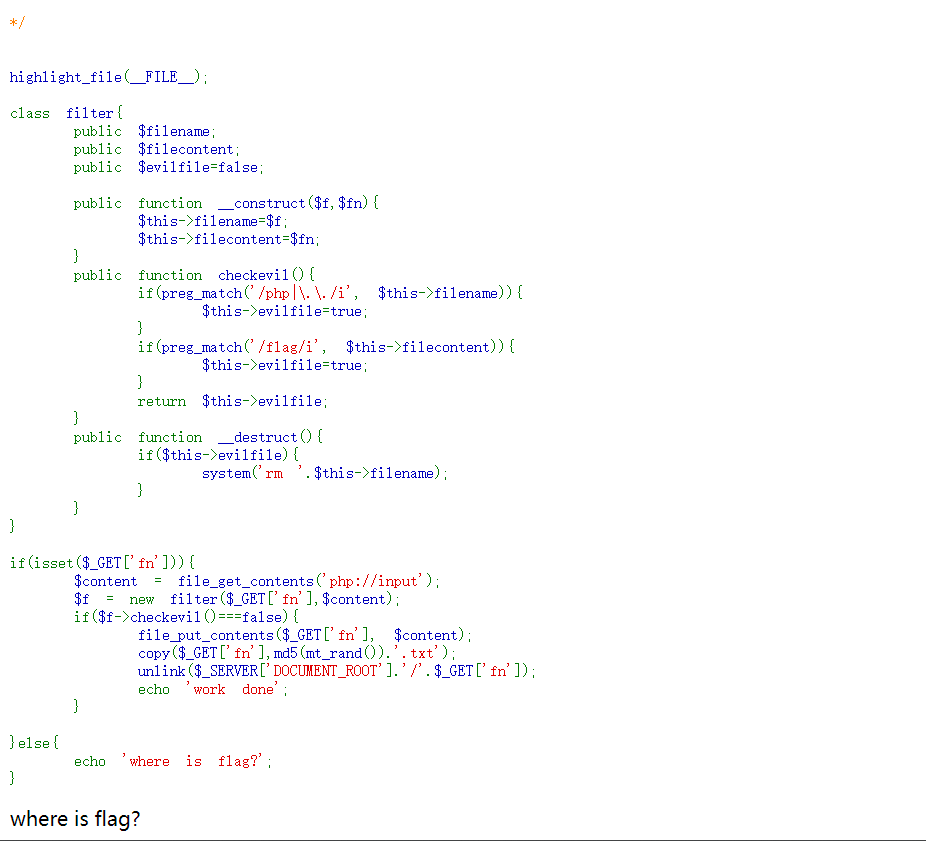 */
highlight_file(__FILE__);
class filter{
public $filename;
public $filecontent;
public $evilfile=false;
public function __construct($f,$fn){
$this->filename=$f;
$this->filecontent=$fn;
}
public function checkevil(){
if(preg_match('/php|\.\./i', $this->filename)){
$this->evilfile=true;
}
if(preg_match('/flag/i', $this->filecontent)){
$this->evilfile=true;
}
return $this->evilfile;
}
public function __destruct(){
if($this->evilfile){
system('rm '.$this->filename);
}
}
}
if(isset($_GET['fn'])){
$content = file_get_contents('php://input');
$f = new filter($_GET['fn'],$content);
if($f->checkevil()===false){
file_put_contents($_GET['fn'], $content);
copy($_GET['fn'],md5(mt_rand()).'.txt');
unlink($_SERVER['DOCUMENT_ROOT'].'/'.$_GET['fn']);
echo 'work done';
}
}else{
echo 'where is flag?';
}
where is flag?